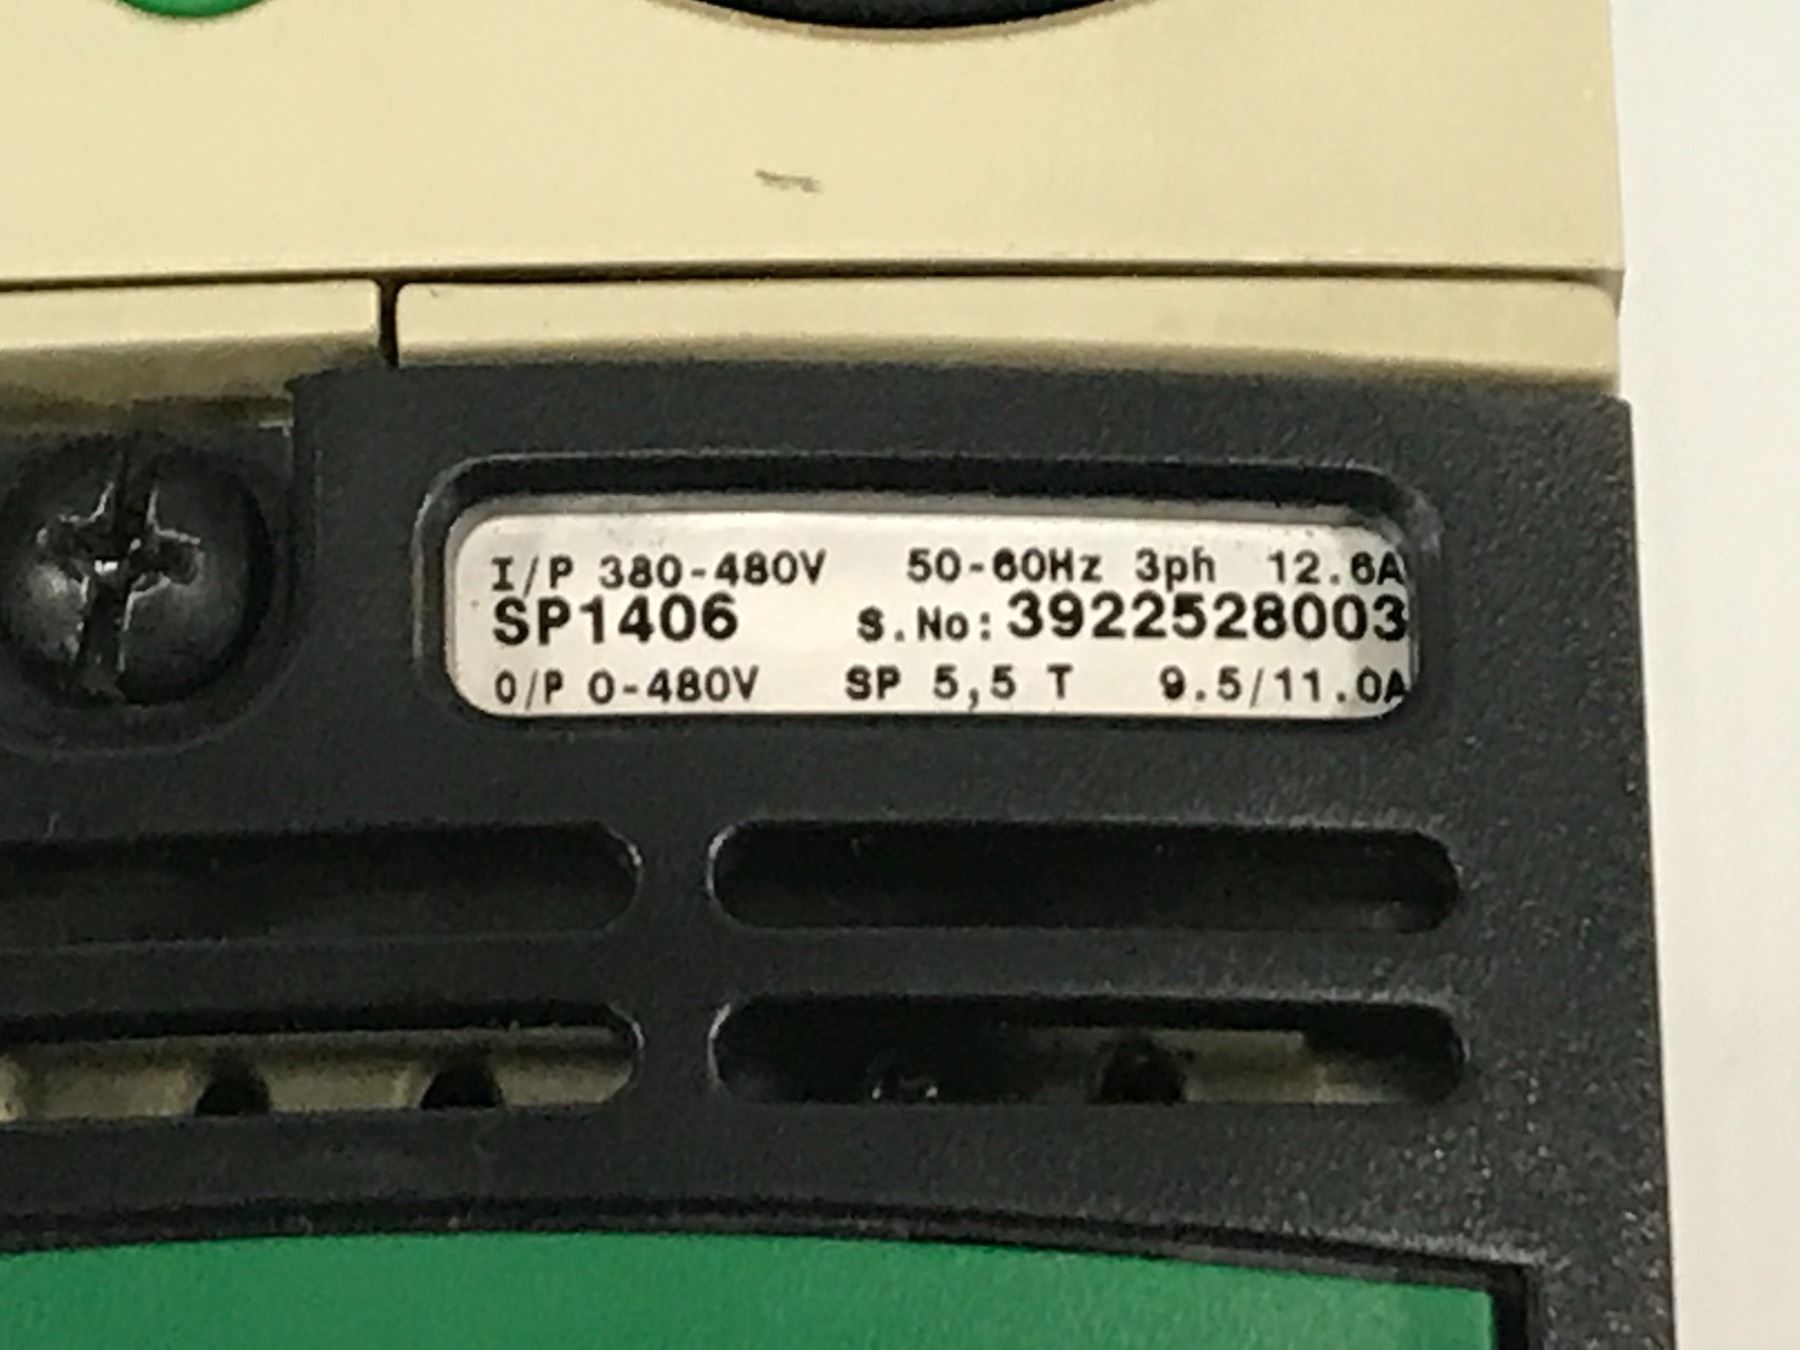 I/P 380-480V 50-60Hz 3ph 12.6A
SP1406 S.No: 3922528003
O/P 0-480V SP 5,5 T 9.5/11.0A